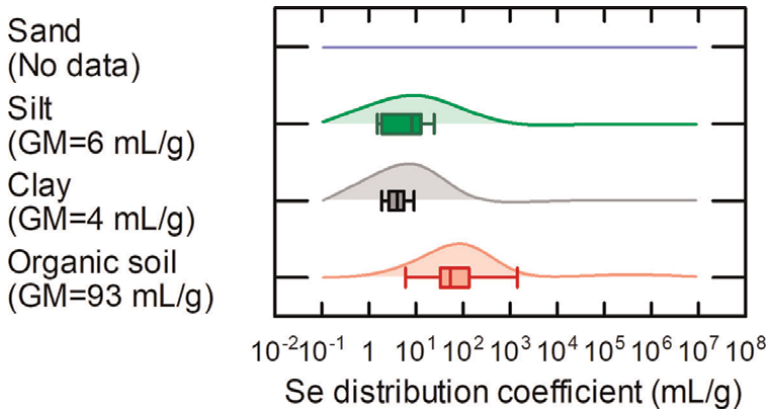 Sand
(No data)
Silt
(GM=6 mL/g)
Clay
(GM=4 mL/g)
Organic soil
(GM=93 mL/g)
10⁻² 10⁻¹ 1 10¹ 10² 10³ 10⁴ 10⁵ 10⁶ 10⁷ 10⁸
Se distribution coefficient (mL/g)